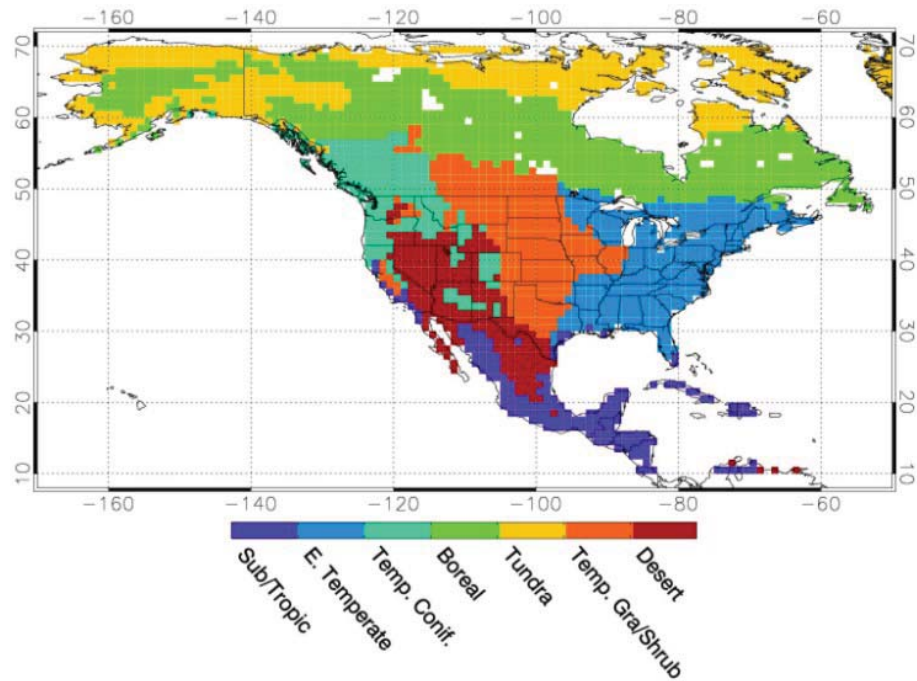 −160 −140 −120 −100 −80 −60
70 70
60 60
50 50
40 40
30 30
20 20
10 10
−160 −140 −120 −100 −80 −60
Sub/Tropic
E. Temperate
Temp. Conif.
Boreal
Tundra
Temp. Gra/Shrub
Desert